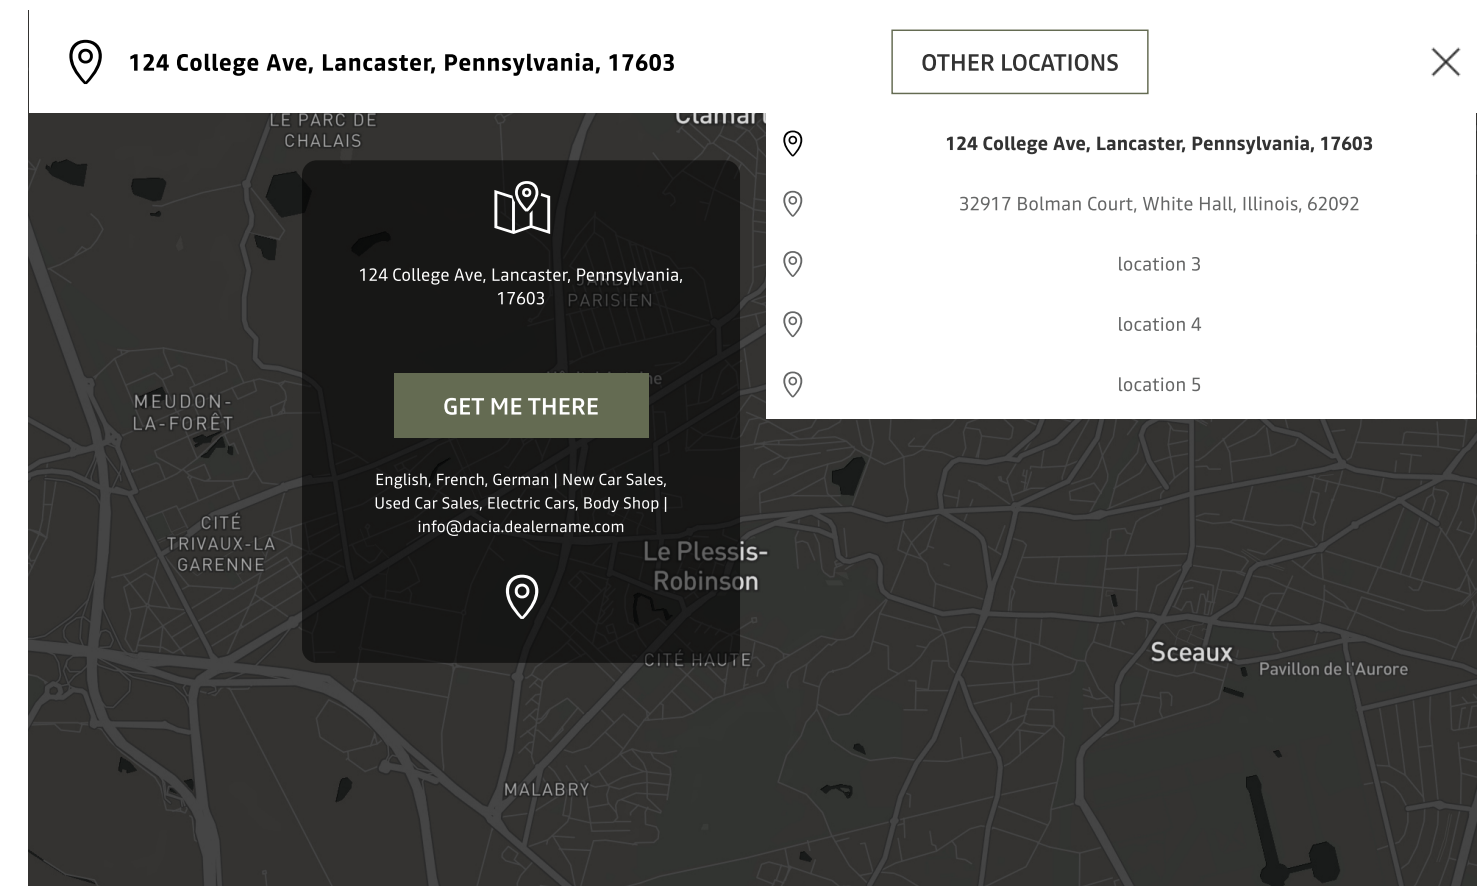 124 College Ave, Lancaster, Pennsylvania, 17603
OTHER LOCATIONS
124 College Ave, Lancaster, Pennsylvania, 17603
32917 Bolman Court, White Hall, Illinois, 62092
location 3
location 4
location 5
LE PARC DE
CHALAIS
Clamart
124 College Ave, Lancaster, Pennsylvania,
17603
JARDIN
PARISIEN
GET ME THERE
MEUDON-
LA-FORÊT
English, French, German | New Car Sales,
Used Car Sales, Electric Cars, Body Shop |
info@dacia.dealername.com
CITÉ
TRIVAUX-LA
GARENNE
Le Plessis-
Robinson
CITÉ HAUTE
Sceaux
Pavillon de l'Aurore
MALABRY